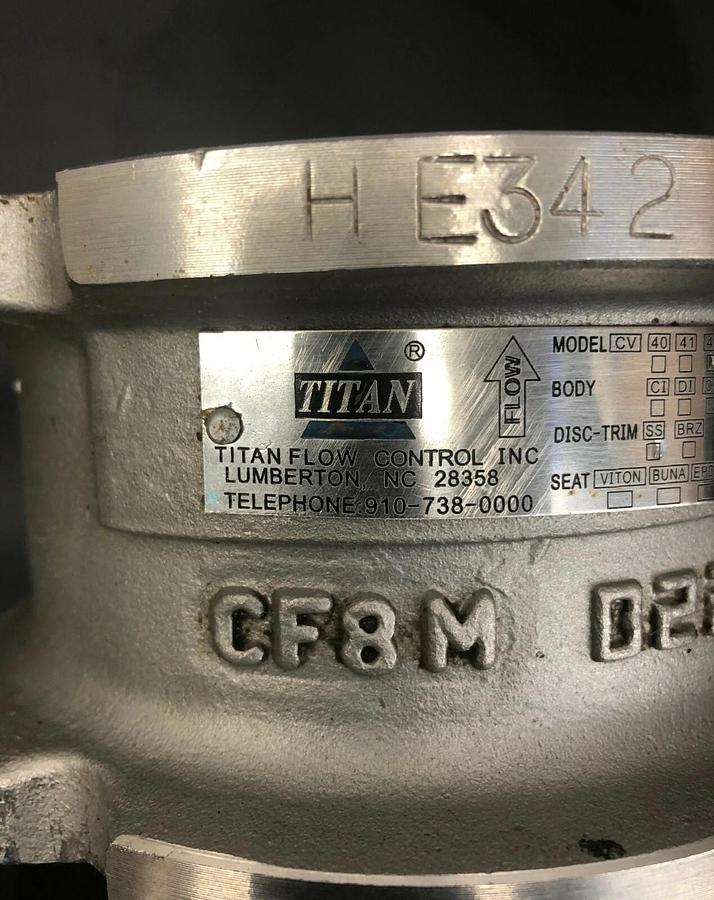 HE342
®
TITAN
FLOW
TITAN FLOW CONTROL INC
LUMBERTON, NC 28358
TELEPHONE:910-738-0000
MODEL CV 40 41
BODY CI DI
DISC-TRIM SS BRZ
SEAT VITON BUNA
CF8M